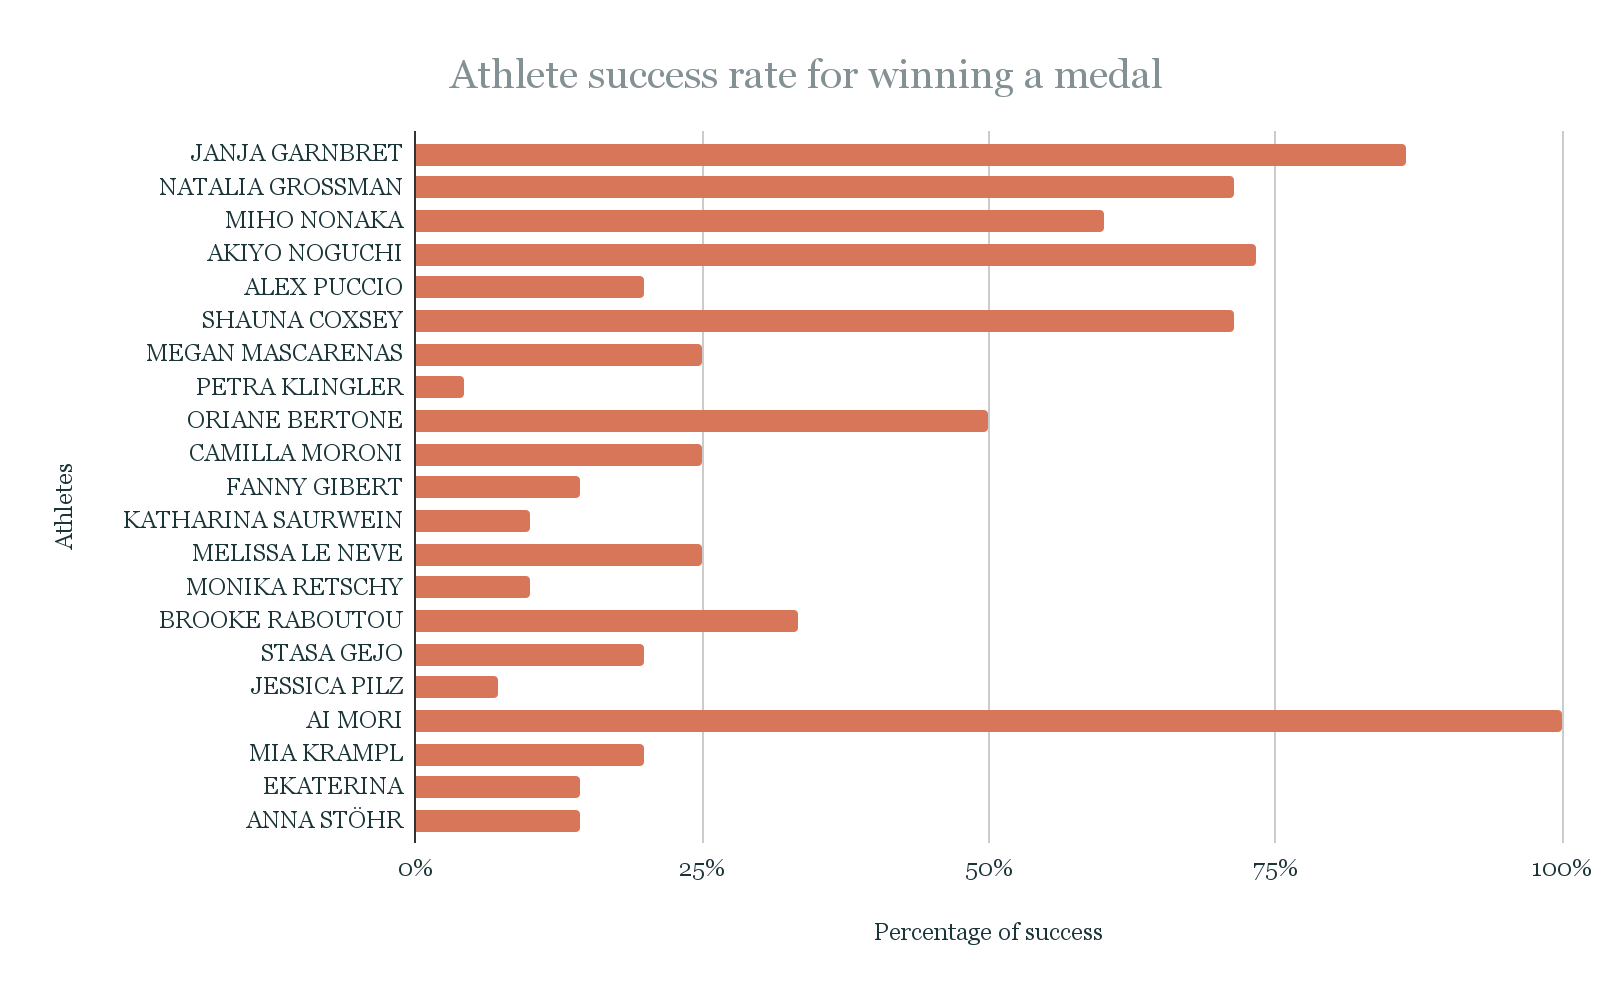 Athlete success rate for winning a medal
JANJA GARNBRET
NATALIA GROSSMAN
MIHO NONAKA
AKIYO NOGUCHI
ALEX PUCCIO
SHAUNA COXSEY
MEGAN MASCARENAS
PETRA KLINGLER
ORIANE BERTONE
CAMILLA MORONI
FANNY GIBERT
KATHARINA SAURWEIN
MELISSA LE NEVE
MONIKA RETSCHY
BROOKE RABOUTOU
STASA GEJO
JESSICA PILZ
AI MORI
MIA KRAMPL
EKATERINA
ANNA STÖHR
Athletes
0% 25% 50% 75% 100%
Percentage of success